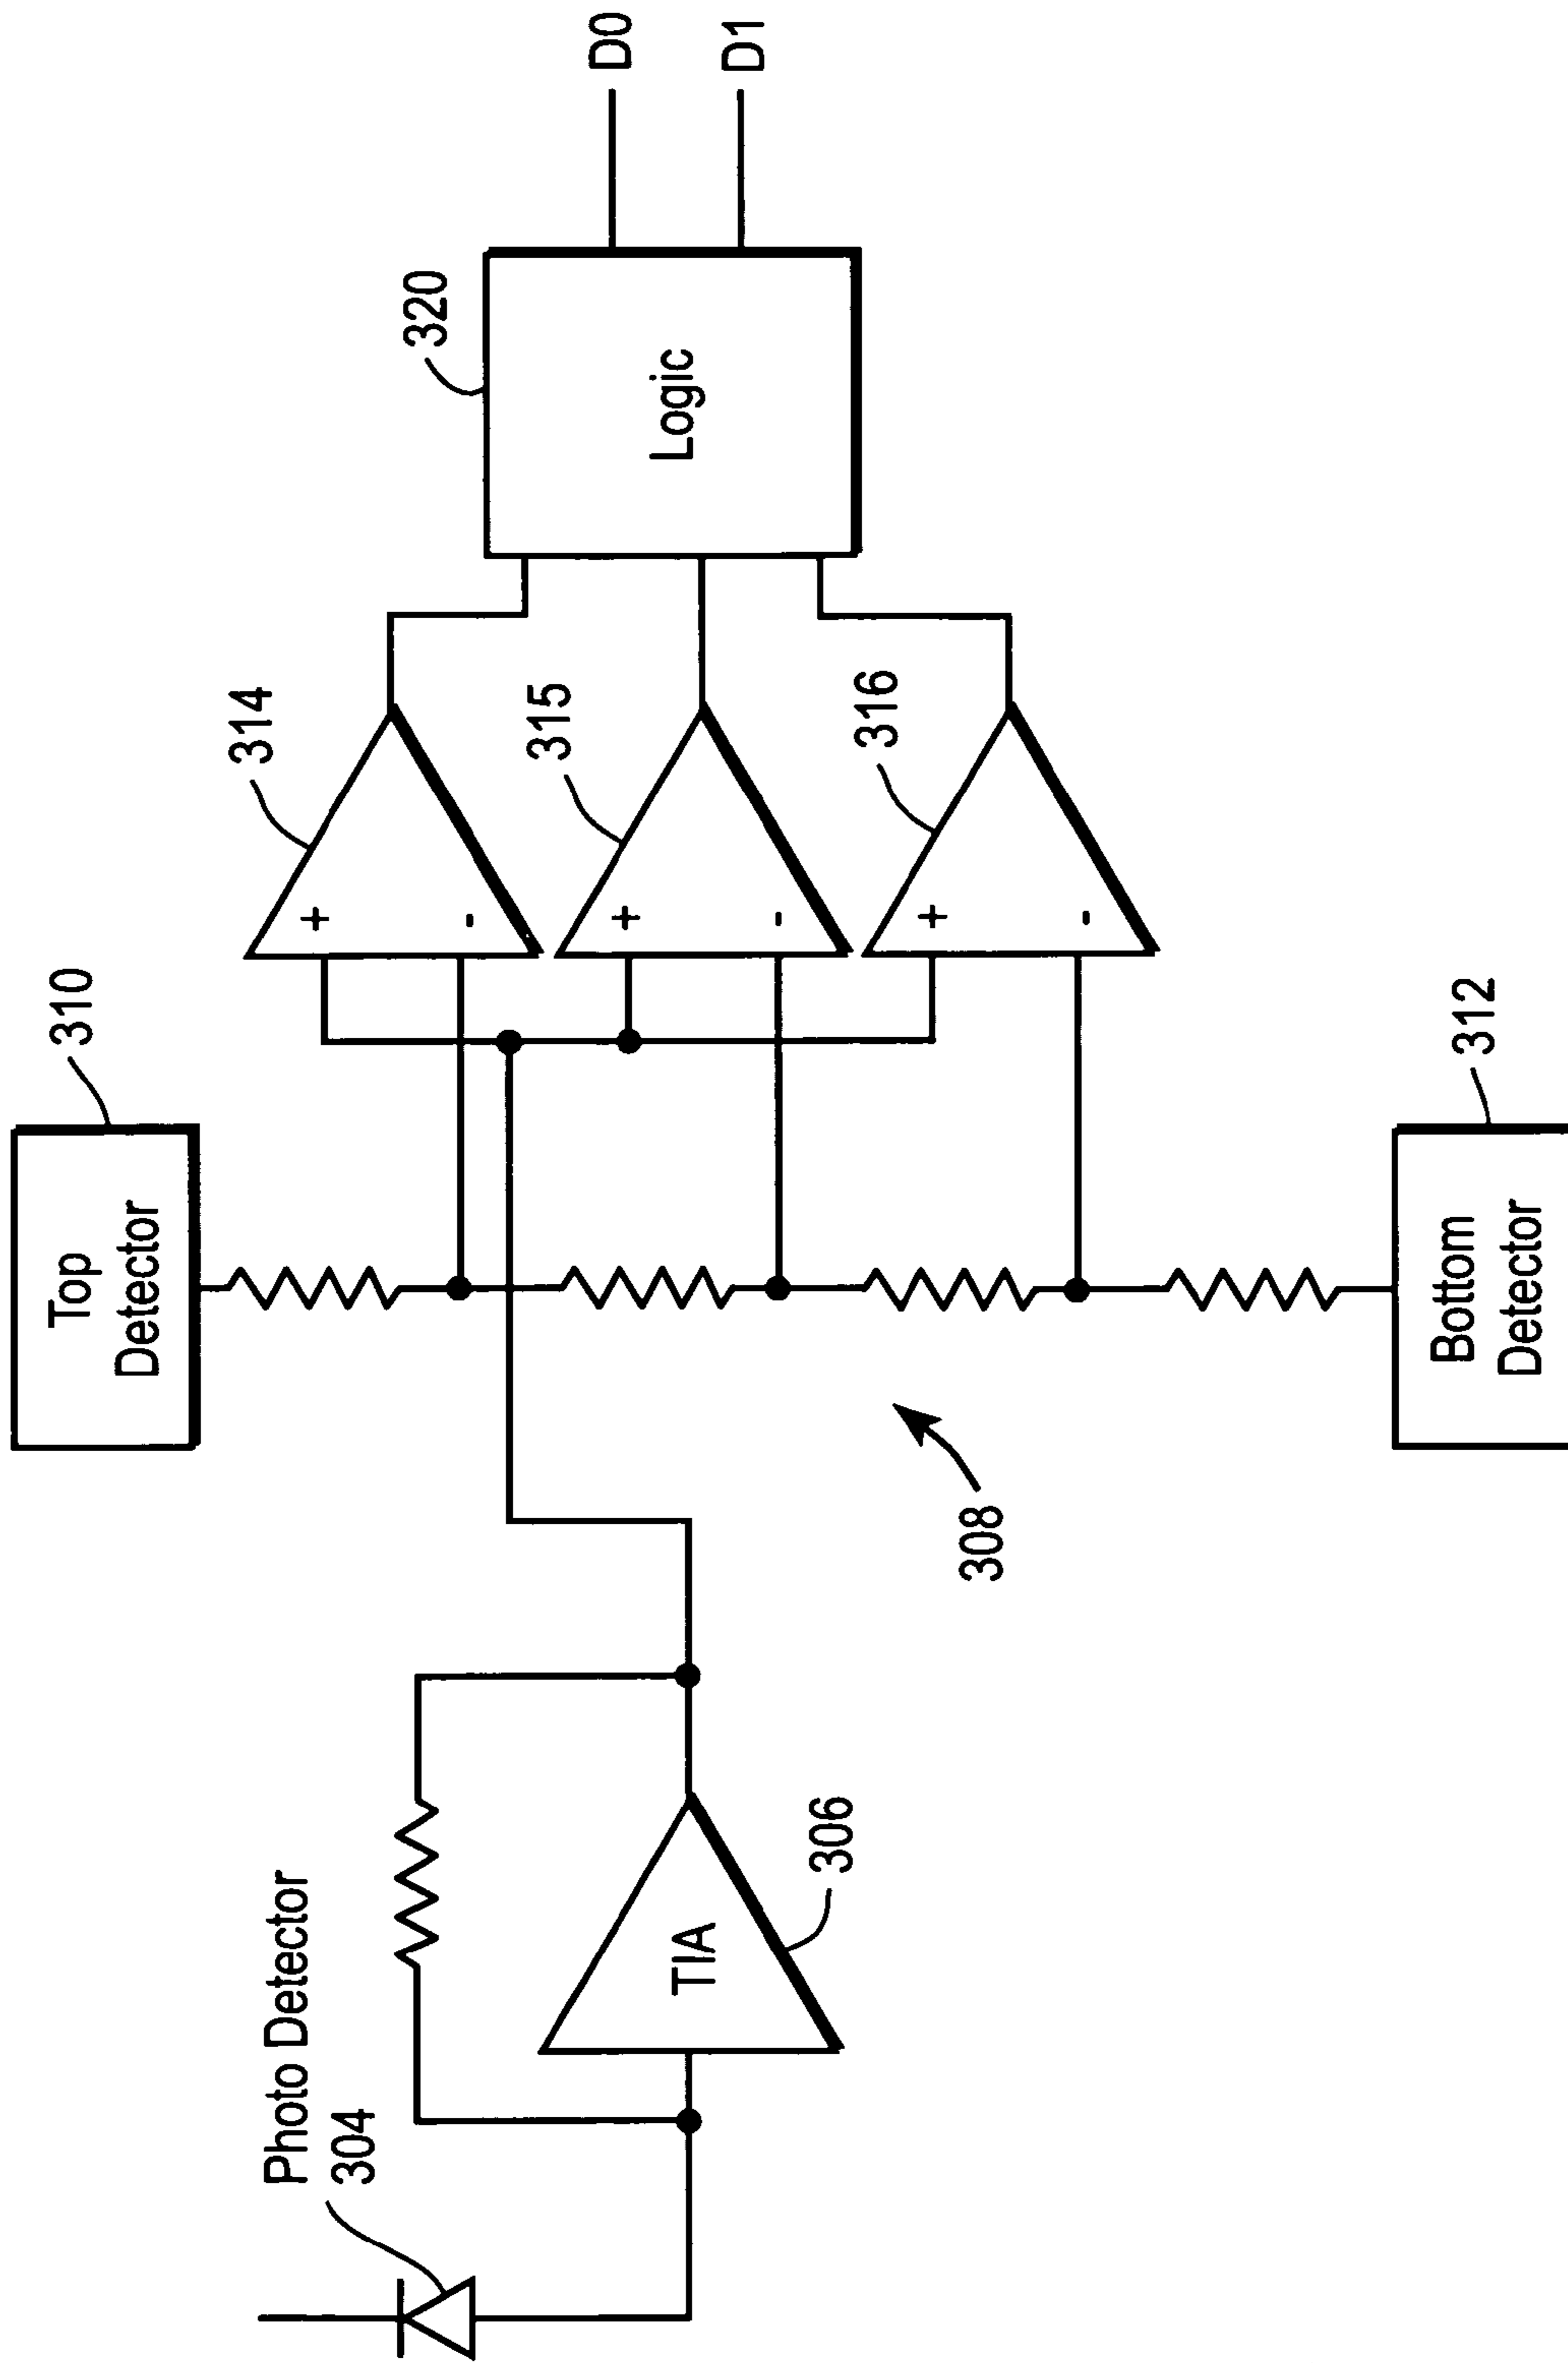 Photo Detector
304
TIA
306
308
Top
Detector
310
Bottom
Detector
312
+
-
314
+
-
315
+
-
316
Logic
320
D0
D1